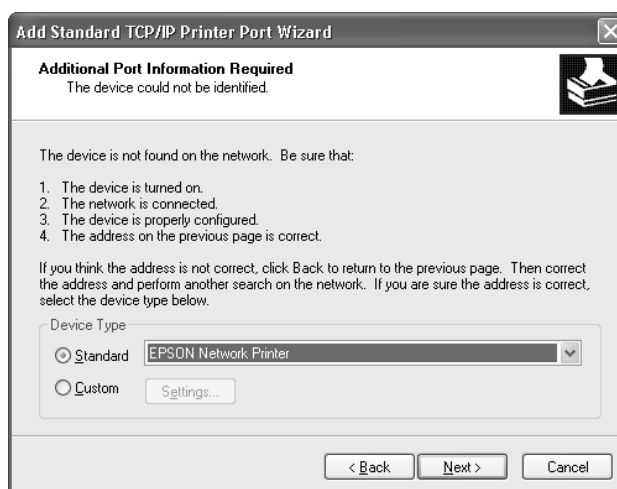 Add Standard TCP/IP Printer Port Wizard
Additional Port Information Required
The device could not be identified.
The device is not found on the network.  Be sure that:
1.  The device is turned on.
2.  The network is connected.
3.  The device is properly configured.
4.  The address on the previous page is correct.
If you think the address is not correct, click Back to return to the previous page.  Then correct
the address and perform another search on the network.  If you are sure the address is correct,
select the device type below.
Device Type
Standard
EPSON Network Printer
Custom
Settings...
< Back
Next >
Cancel